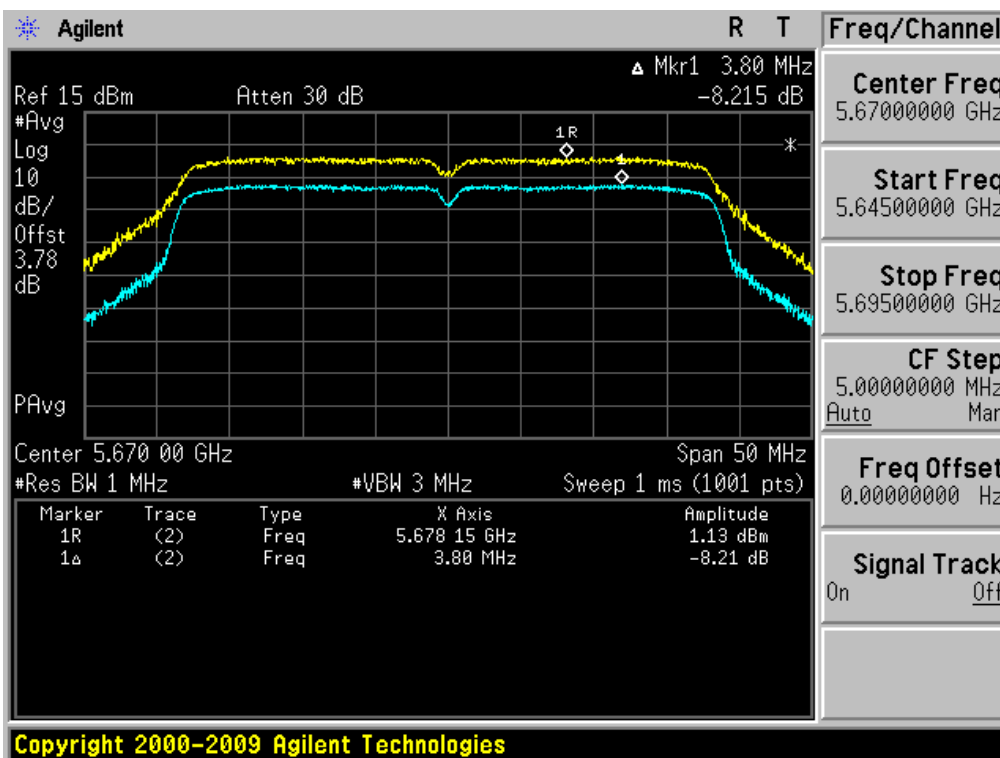 Agilent R T
Freq/Channel
Δ Mkr1 3.80 MHz
Ref 15 dBm Atten 30 dB -8.215 dB
#Avg
Log
10
dB/
Offst
3.78
dB
1R
1
*
PAvg
Center 5.670 00 GHz Span 50 MHz
#Res BW 1 MHz #VBW 3 MHz Sweep 1 ms (1001 pts)
Marker Trace Type X Axis Amplitude
1R (2) Freq 5.678 15 GHz 1.13 dBm
1Δ (2) Freq 3.80 MHz -8.21 dB
Center Freq
5.67000000 GHz
Start Freq
5.64500000 GHz
Stop Freq
5.69500000 GHz
CF Step
5.00000000 MHz
Auto Man
Freq Offset
0.00000000 Hz
Signal Track
On Off
Copyright 2000-2009 Agilent Technologies